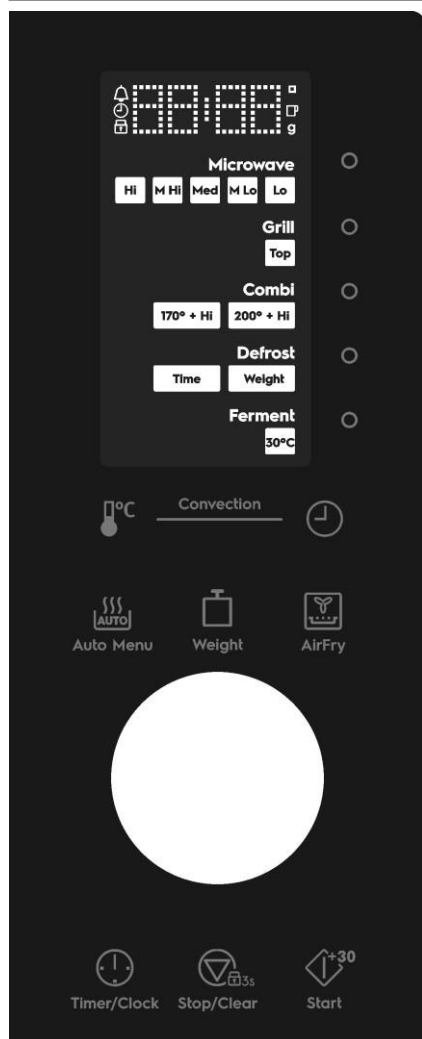 88:88
g
Microwave
Hi M Hi Med M Lo Lo
Grill
Top
Combi
170° + Hi 200° + Hi
Defrost
Time Weight
Ferment
30°C
°C Convection
AUTO
Auto Menu Weight AirFry
+30
3s
Timer/Clock Stop/Clear Start